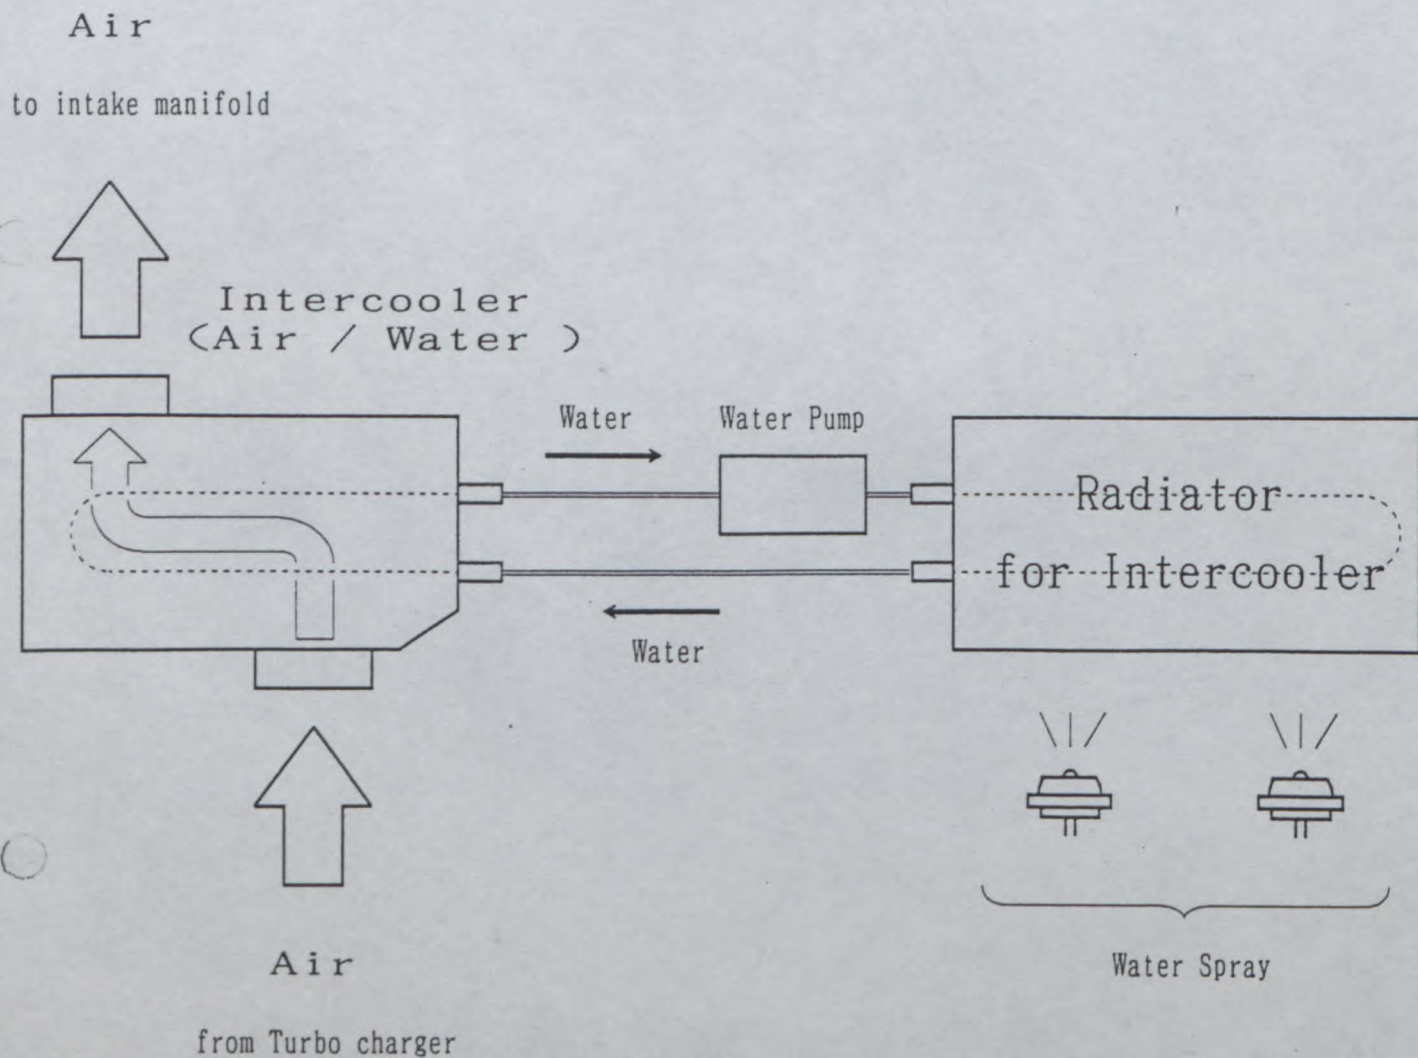 Air
to intake manifold
Intercooler
(Air / Water )
Water
Water Pump
Radiator
for Intercooler
Water
Air
from Turbo charger
Water Spray